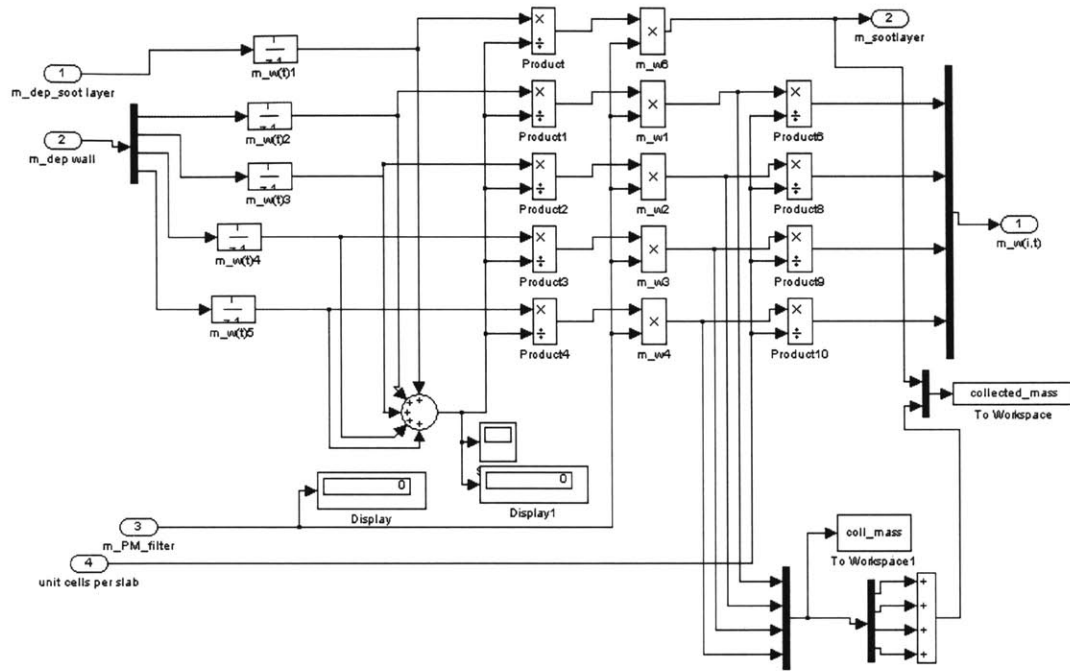 2
m_sootlayer
×
÷
Product
×
m_w6
1
m_dep_soot layer
m_w(t)1
×
÷
Product1
×
m_w1
×
÷
Product6
2
m_dep wall
m_w(t)2
×
÷
Product2
×
m_w2
×
÷
Product8
m_w(t)3
1
m_w(i,t)
m_w(t)4
×
÷
Product3
×
m_w3
×
÷
Product9
m_w(t)5
×
÷
Product4
×
m_w4
×
÷
Product10
+
+
+
+
+
collected_mass
To Workspace
0
Display
0
Display1
3
m_PM_filter
4
unit cells per slab
coll_mass
To Workspace1
+
+
+
+